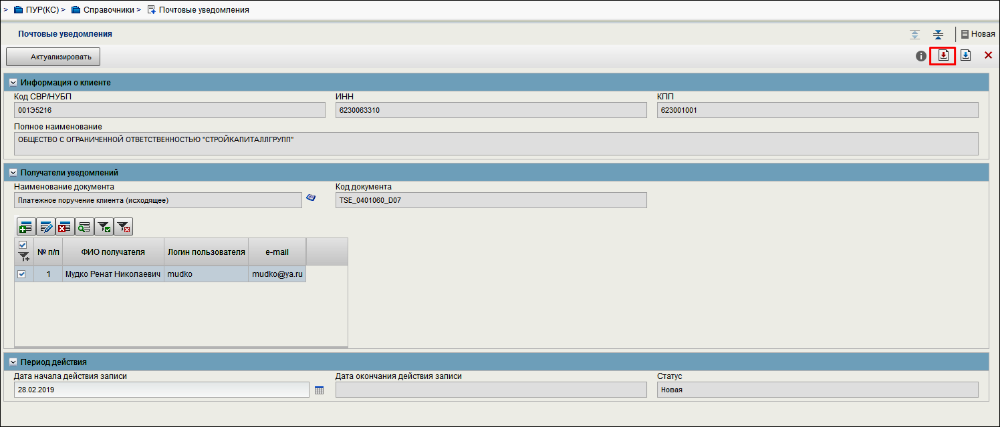 > ПУР(КС) > Справочники > Почтовые уведомления
Почтовые уведомления Новая
Актуализировать
Информация о клиенте
Код СВР/НУБП ИНН КПП
001Э5216 6230063310 623001001
Полное наименование
ОБЩЕСТВО С ОГРАНИЧЕННОЙ ОТВЕТСТВЕННОСТЬЮ "СТРОЙКАПИТАЛЛГРУПП"
Получатели уведомлений
Наименование документа Код документа
Платежное поручение клиента (исходящее) TSE_0401060_D07
№ п/п ФИО получателя Логин пользователя e-mail
1 Мудко Ренат Николаевич mudko mudko@ya.ru
Период действия
Дата начала действия записи Дата окончания действия записи Статус
28.02.2019 Новая